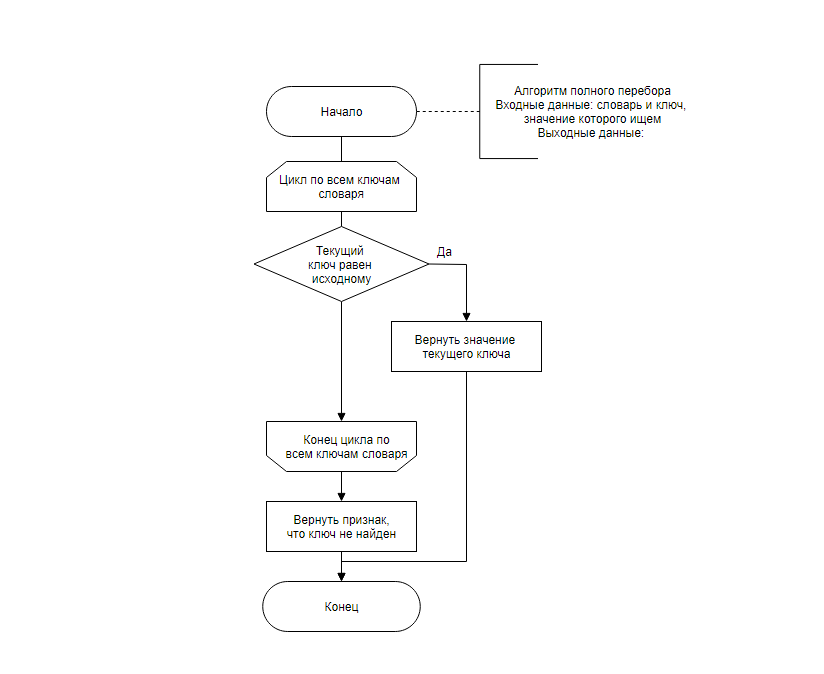 Начало
Алгоритм полного перебора
Входные данные: словарь и ключ,
значение которого ищем
Выходные данные:
Цикл по всем ключам
словаря
Текущий
ключ равен
исходному
Да
Вернуть значение
текущего ключа
Конец цикла по
всем ключам словаря
Вернуть признак,
что ключ не найден
Конец